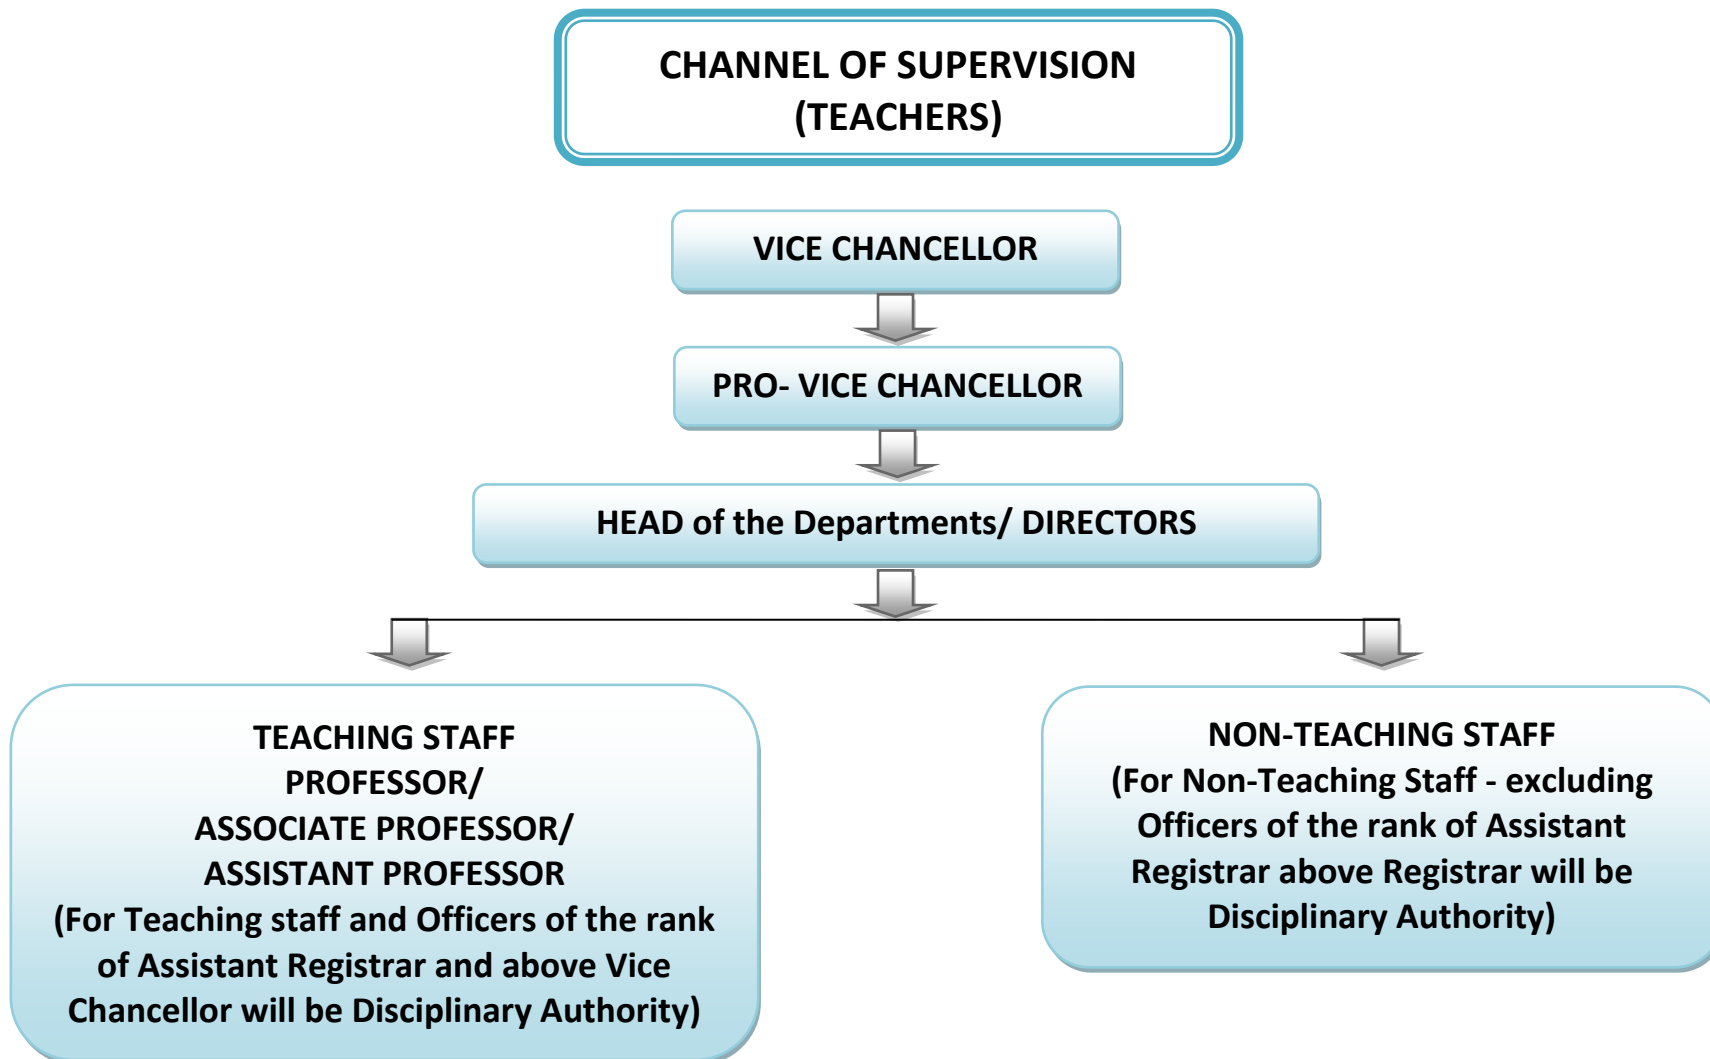 CHANNEL OF SUPERVISION
(TEACHERS)
VICE CHANCELLOR
PRO- VICE CHANCELLOR
HEAD of the Departments/ DIRECTORS
TEACHING STAFF
PROFESSOR/
ASSOCIATE PROFESSOR/
ASSISTANT PROFESSOR
(For Teaching staff and Officers of the rank
of Assistant Registrar and above Vice
Chancellor will be Disciplinary Authority)
NON-TEACHING STAFF
(For Non-Teaching Staff - excluding
Officers of the rank of Assistant
Registrar above Registrar will be
Disciplinary Authority)